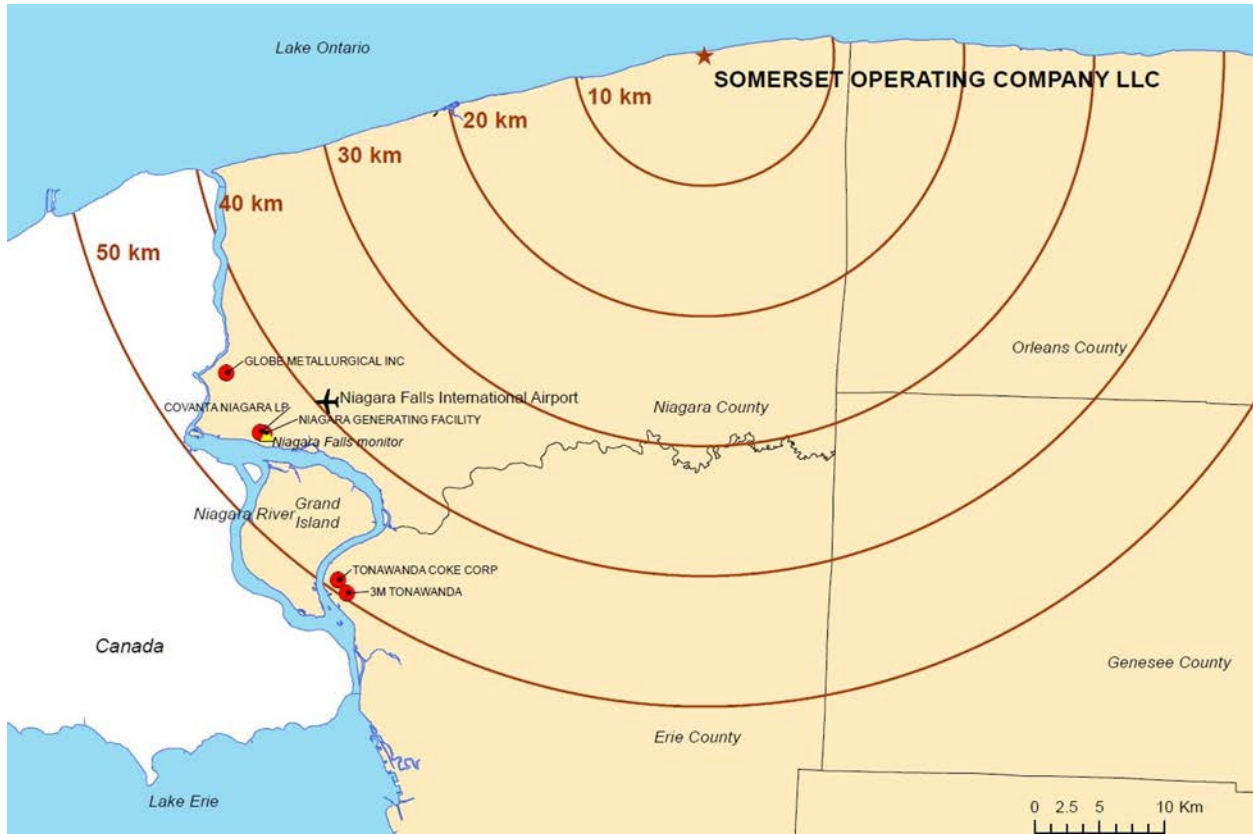 Lake Ontario
SOMERSET OPERATING COMPANY LLC
10 km
20 km
30 km
40 km
50 km
GLOBE METALLURGICAL INC
Orleans County
Niagara Falls International Airport
COVANTA NIAGARA LP
Niagara County
NIAGARA GENERATING FACILITY
Niagara Falls monitor
Grand
Island
Niagara River
TONAWANDA COKE CORP
3M TONAWANDA
Canada
Genesee County
Erie County
Lake Erie
0 2.5 5 10 Km